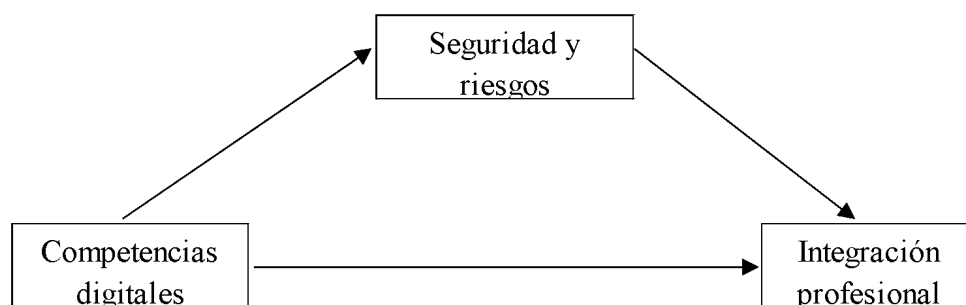 Seguridad y
riesgos
Competencias
digitales
Integración
profesional